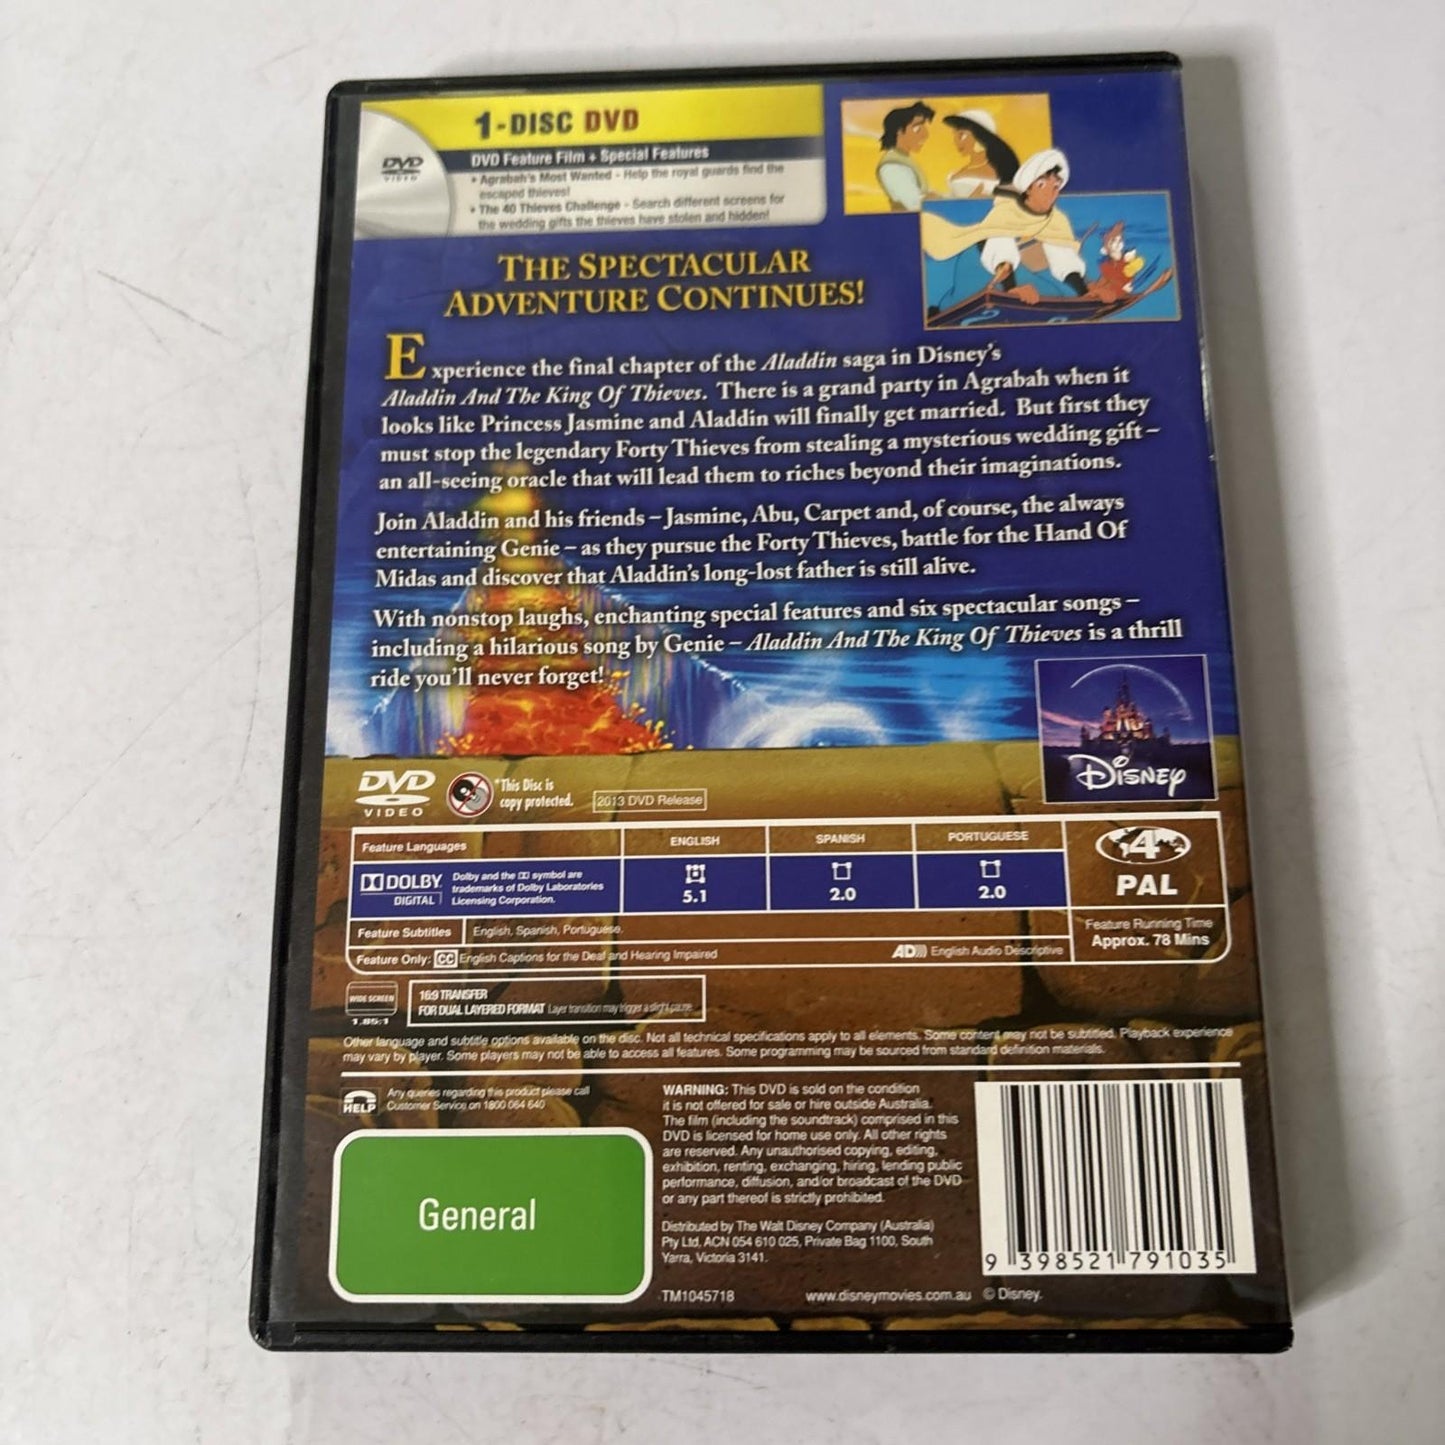 1-DISC DVD
DVD VIDEO
DVD Feature Film + Special Features
• Agrabah's Most Wanted - Help the royal guards find the
escaped thieves!
• The 40 Thieves Challenge - Search different screens for
the wedding gifts the thieves have stolen and hidden!
THE SPECTACULAR
ADVENTURE CONTINUES!
Experience the final chapter of the Aladdin saga in Disney's
Aladdin And The King Of Thieves. There is a grand party in Agrabah when it
looks like Princess Jasmine and Aladdin will finally get married. But first they
must stop the legendary Forty Thieves from stealing a mysterious wedding gift –
an all-seeing oracle that will lead them to riches beyond their imaginations.
Join Aladdin and his friends – Jasmine, Abu, Carpet and, of course, the always
entertaining Genie – as they pursue the Forty Thieves, battle for the Hand Of
Midas and discover that Aladdin's long-lost father is still alive.
With nonstop laughs, enchanting special features and six spectacular songs –
including a hilarious song by Genie – Aladdin And The King Of Thieves is a thrill
ride you'll never forget!
DISNEY
DVD
VIDEO
*This Disc is
copy protected.
2013 DVD Release
Feature Languages
ENGLISH
SPANISH
PORTUGUESE
4
PAL
DOLBY
DIGITAL
Dolby and the DD symbol are
trademarks of Dolby Laboratories
Licensing Corporation.
5.1
2.0
2.0
Feature Subtitles
English, Spanish, Portuguese.
Feature Running Time
Approx. 78 Mins
Feature Only: CC English Captions for the Deaf and Hearing Impaired
AD))) English Audio Descriptive
WIDE SCREEN
1.85:1
16:9 TRANSFER
FOR DUAL LAYERED FORMAT Layer transition may trigger a slight pause.
Other language and subtitle options available on the disc. Not all technical specifications apply to all elements. Some content may not be subtitled. Playback experience
may vary by player. Some players may not be able to access all features. Some programming may be sourced from standard definition materials.
HELP
Any queries regarding this product please call
Customer Service on 1800 064 640
General
WARNING: This DVD is sold on the condition
it is not offered for sale or hire outside Australia.
The film (including the soundtrack) comprised in this
DVD is licensed for home use only. All other rights
are reserved. Any unauthorised copying, editing,
exhibition, renting, exchanging, hiring, lending public
performance, diffusion, and/or broadcast of the DVD
or any part thereof is strictly prohibited.
Distributed by The Walt Disney Company (Australia)
Pty Ltd, ACN 054 610 025, Private Bag 1100, South
Yarra, Victoria 3141.
TM1045718
www.disneymovies.com.au © Disney.
9 398521 791035